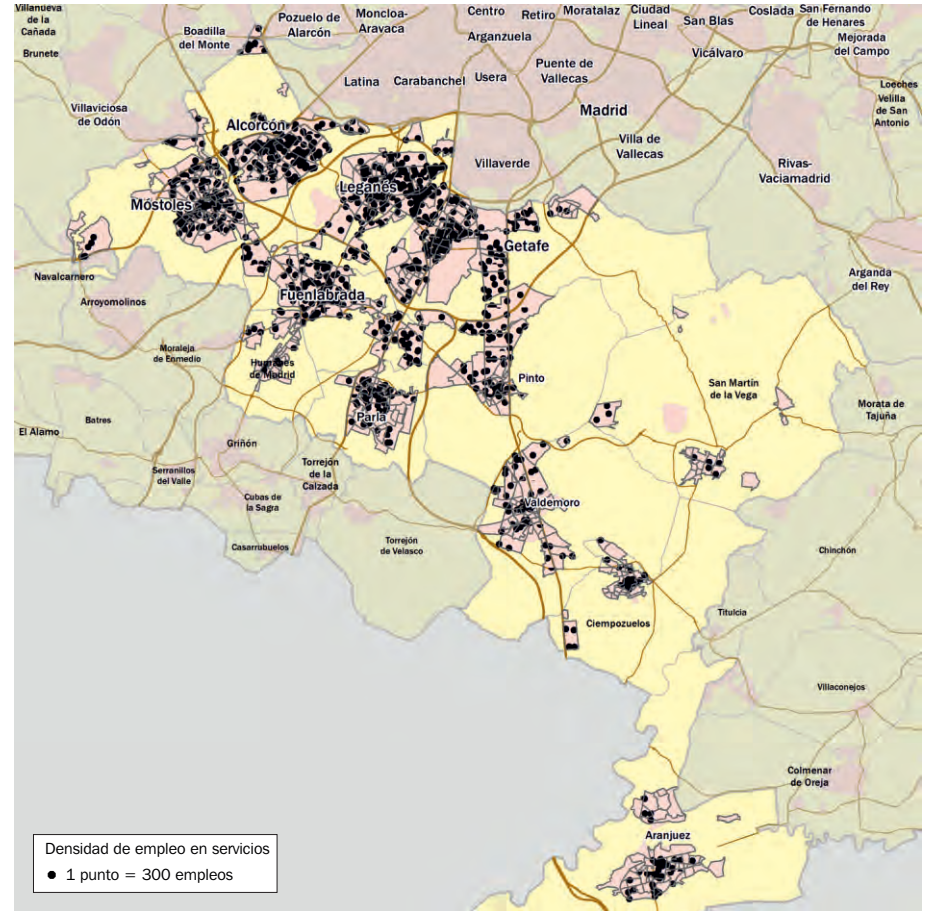 Villanueva
de la
Cañada
Brunete
Boadilla
del Monte
Pozuelo de
Alarcón
Moncloa-
Aravaca
Centro
Retiro
Moratalaz
Ciudad
Lineal
San Blas
Coslada
San Fernando
de Henares
Arganzuela
Vicálvaro
Mejorada
del Campo
Latina
Carabanchel
Usera
Puente de
Vallecas
Loeches
Velilla
de San
Antonio
Villaviciosa
de Odón
Alcorcón
Madrid
Villa de
Vallecas
Villaverde
Rivas-
Vaciamadrid
Leganés
Móstoles
Getafe
Navalcarnero
Arroyomolinos
Fuenlabrada
Arganda
del Rey
Moraleja
de Enmedio
Humanes
de Madrid
Pinto
San Martín
de la Vega
Morata de
Tajuña
Batres
El Alamo
Parla
Griñón
Serranillos
del Valle
Torrejón
de la
Calzada
Cubas de
la Sagra
Valdemoro
Casarrubuelos
Torrejón
de Velasco
Chinchón
Ciempozuelos
Titulcia
Villaconejos
Colmenar
de Oreja
Aranjuez
Densidad de empleo en servicios
● 1 punto = 300 empleos